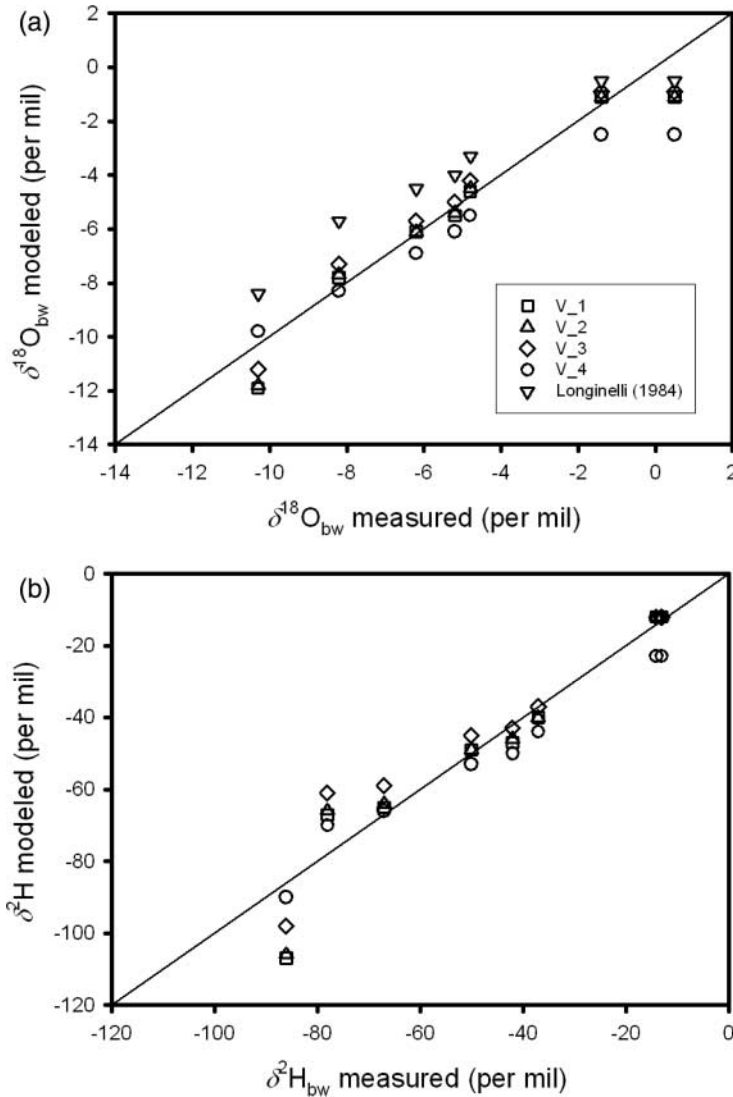 (a)
2
0
-2
-4
-6
-8
-10
-12
-14
δ18Obw modeled (per mil)
V_1
V_2
V_3
V_4
Longinelli (1984)
-14 -12 -10 -8 -6 -4 -2 0 2
δ18Obw measured (per mil)
(b)
0
-20
-40
-60
-80
-100
-120
δ2H modeled (per mil)
-120 -100 -80 -60 -40 -20 0
δ2Hbw measured (per mil)